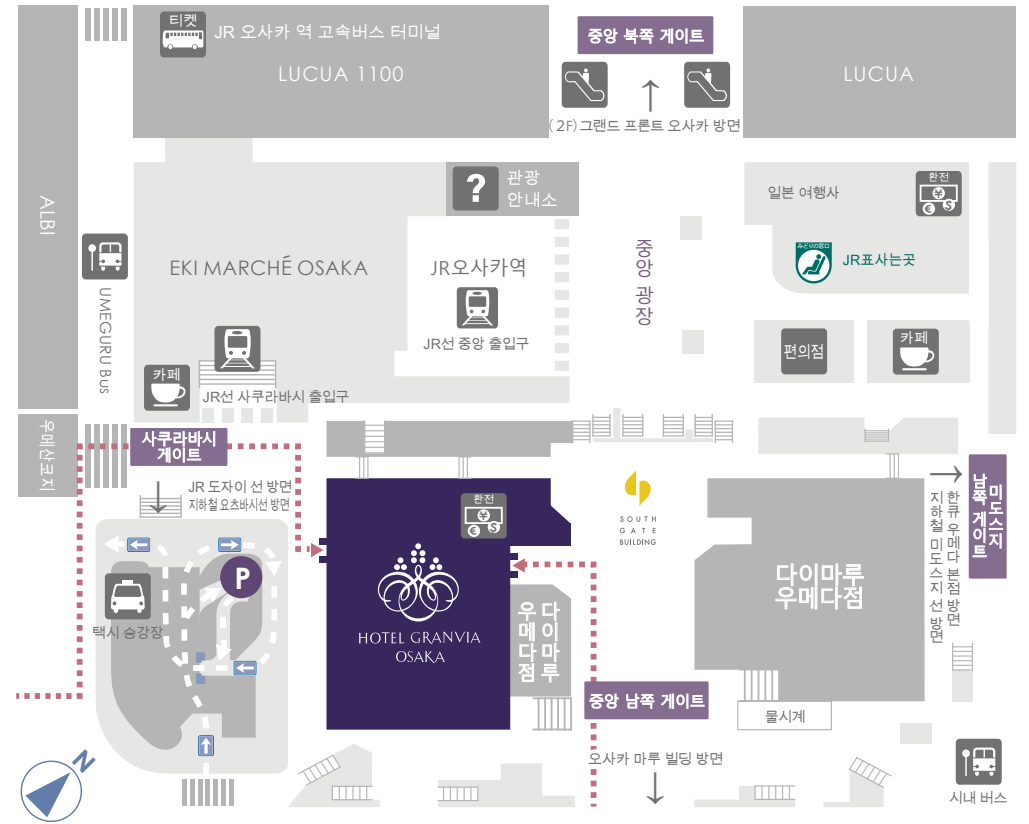 티켓
JR 오사카 역 고속버스 터미널
LUCUA 1100
중앙 북쪽 게이트
(2F)그랜드 프론트 오사카 방면
LUCUA
ALBI
관광
안내소
일본 여행사
환전
¥
€ $
みどりの窓口
JR표사는곳
중앙 광장
EKI MARCHÉ OSAKA
JR오사카역
JR선 중앙 출입구
UMEGURU BUS
카페
JR선 사쿠라바시 출입구
편의점
카페
우메산코지
사쿠라바시
게이트
JR 도자이 선 방면
지하철 요츠바시선 방면
환전
¥
€ $
HOTEL GRANVIA
OSAKA
SOUTH
GATE
BUILDING
다이마루
우메다점
다이마루
우메다점
미도스지
남쪽 게이트
한큐 우메다 본점 방면
지하철 미도스지 선 방면
P
택시 승강장
중앙 남쪽 게이트
물시계
오사카 마루 빌딩 방면
시내 버스
N